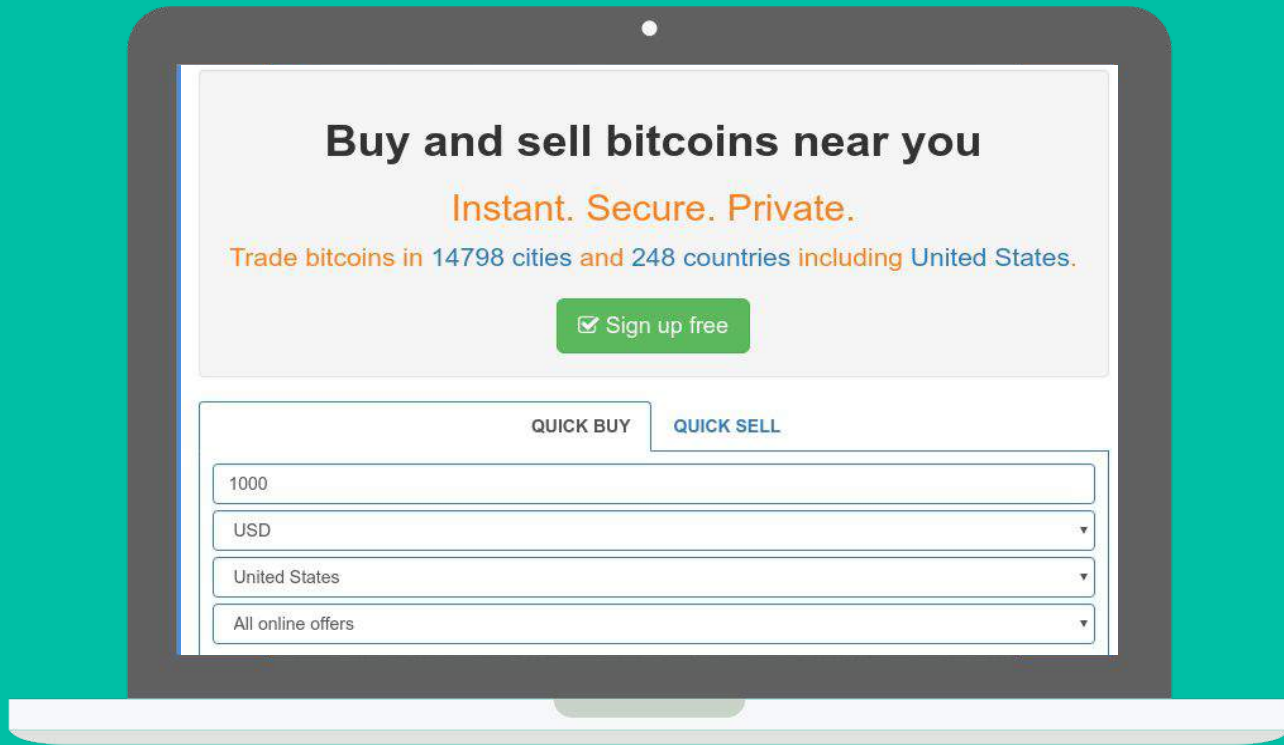 Buy and sell bitcoins near you
Instant. Secure. Private.
Trade bitcoins in 14798 cities and 248 countries including United States.
Sign up free
QUICK BUY QUICK SELL
1000
USD
United States
All online offers